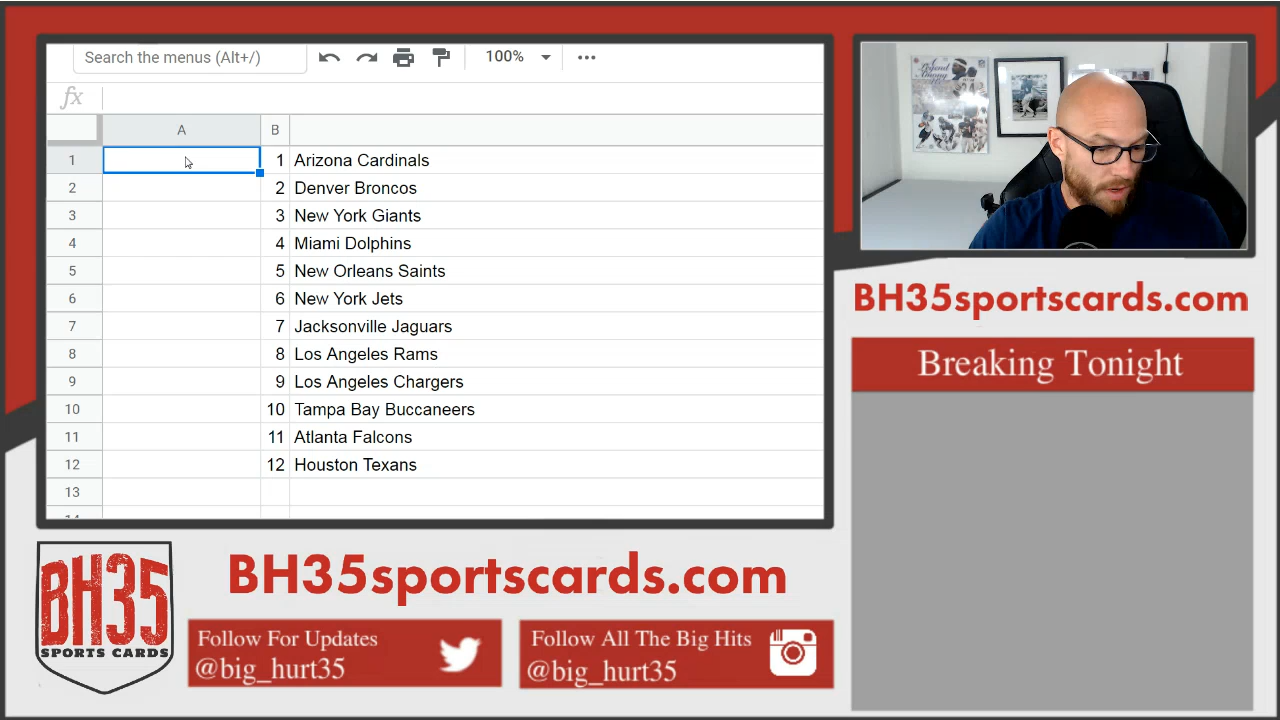 Search the menus (Alt+/)
100%
fx
A
B
1
1 Arizona Cardinals
2
2 Denver Broncos
3
3 New York Giants
4
4 Miami Dolphins
5
5 New Orleans Saints
6
6 New York Jets
7
7 Jacksonville Jaguars
8
8 Los Angeles Rams
9
9 Los Angeles Chargers
10
10 Tampa Bay Buccaneers
11
11 Atlanta Falcons
12
12 Houston Texans
13
Legend
BH35sportscards.com
Breaking Tonight
BH35
SPORTS CARDS
BH35sportscards.com
Follow For Updates
@big_hurt35
Follow All The Big Hits
@big_hurt35